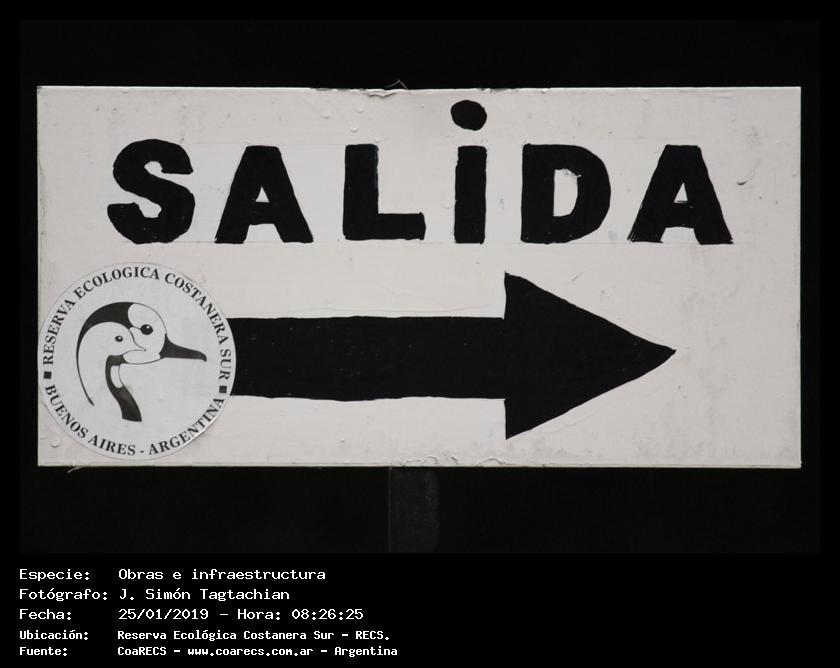 SALiDA
RESERVA ECOLOGICA COSTANERA SUR
BUENOS AIRES - ARGENTINA
Especie: Obras e infraestructura
Fotógrafo: J. Simón Tagtachian
Fecha: 25/01/2019 - Hora: 08:26:25
Ubicación: Reserva Ecológica Costanera Sur - RECS.
Fuente: CoaRECS - www.coarecs.com.ar - Argentina